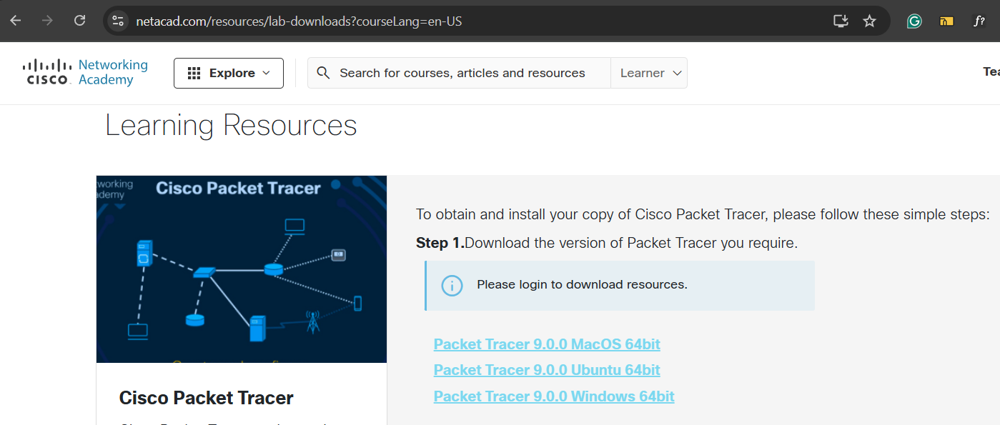 netacad.com/resources/lab-downloads?courseLang=en-US
f?
CISCO
Networking
Academy
Explore
Search for courses, articles and resources
Learner
Tea
Learning Resources
working
ademy
Cisco Packet Tracer
Cisco Packet Tracer
To obtain and install your copy of Cisco Packet Tracer, please follow these simple steps:
Step 1.Download the version of Packet Tracer you require.
Please login to download resources.
Packet Tracer 9.0.0 MacOS 64bit
Packet Tracer 9.0.0 Ubuntu 64bit
Packet Tracer 9.0.0 Windows 64bit